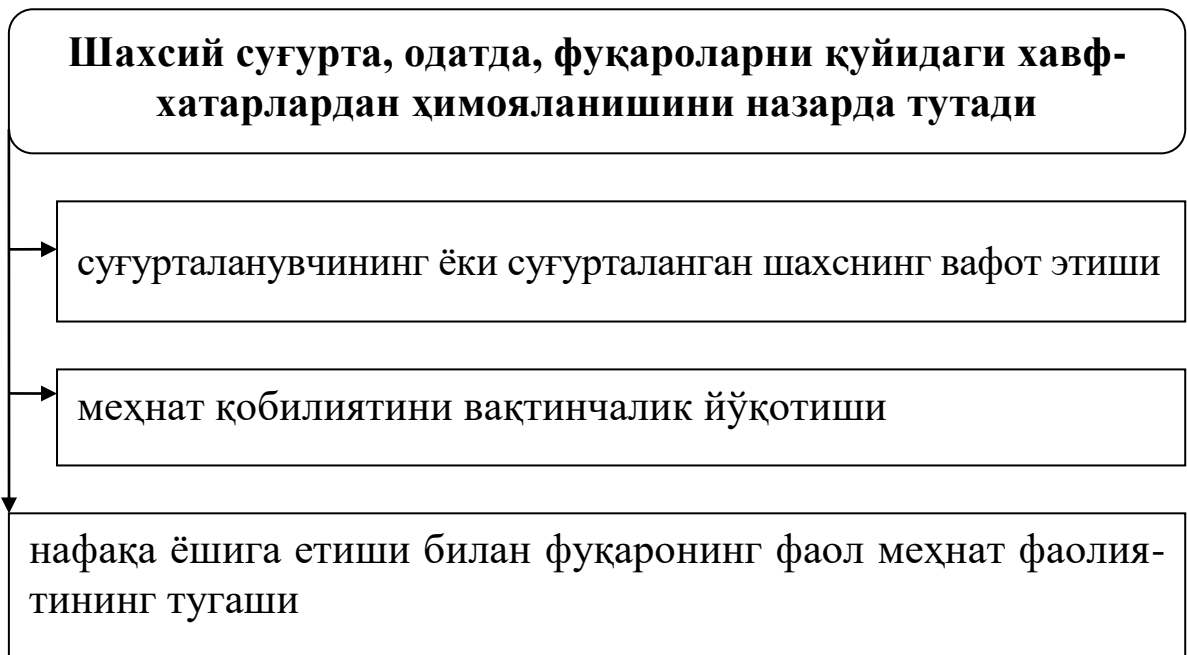 Шахсий суғурта, одатда, фуқароларни қуйидаги хавф-
хатарлардан ҳимояланишини назарда тутади
суғурталанувчининг ёки суғурталанган шахснинг вафот этиши
меҳнат қобилиятини вақтинчалик йўқотиши
нафақа ёшига етиши билан фуқаронинг фаол меҳнат фаолия-
тининг тугаши